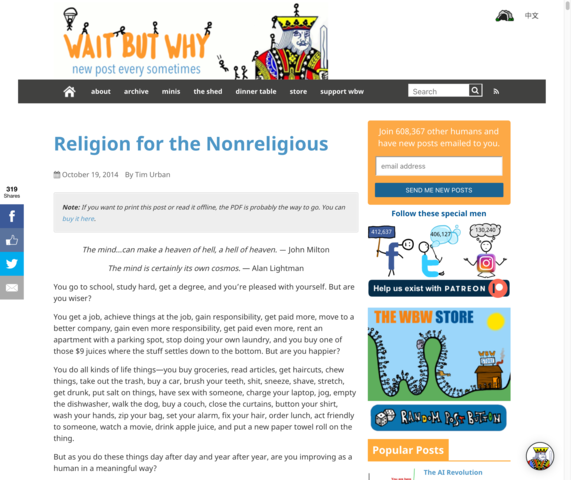 WAIT BUT WHY
new post every sometimes
中文
about archive minis the shed dinner table store support wbw
Search
Religion for the Nonreligious
October 19, 2014 By Tim Urban
Note: If you want to print this post or read it offline, the PDF is probably the way to go. You can
buy it here.
The mind…can make a heaven of hell, a hell of heaven. — John Milton
The mind is certainly its own cosmos. — Alan Lightman
You go to school, study hard, get a degree, and you’re pleased with yourself. But are
you wiser?
You get a job, achieve things at the job, gain responsibility, get paid more, move to a
better company, gain even more responsibility, get paid even more, rent an
apartment with a parking spot, stop doing your own laundry, and you buy one of
those $9 juices where the stuff settles down to the bottom. But are you happier?
You do all kinds of life things—you buy groceries, read articles, get haircuts, chew
things, take out the trash, buy a car, brush your teeth, shit, sneeze, shave, stretch,
get drunk, put salt on things, have sex with someone, charge your laptop, jog, empty
the dishwasher, walk the dog, buy a couch, close the curtains, button your shirt,
wash your hands, zip your bag, set your alarm, fix your hair, order lunch, act friendly
to someone, watch a movie, drink apple juice, and put a new paper towel roll on the
thing.
But as you do these things day after day and year after year, are you improving as a
human in a meaningful way?
319
Shares
Join 608,367 other humans and
have new posts emailed to you.
email address
SEND ME NEW POSTS
Follow these special men
412,637
406,127
130,240
Help us exist with PATREON
THE WBW STORE
RANDOM POST BUTTON
Popular Posts
The AI Revolution